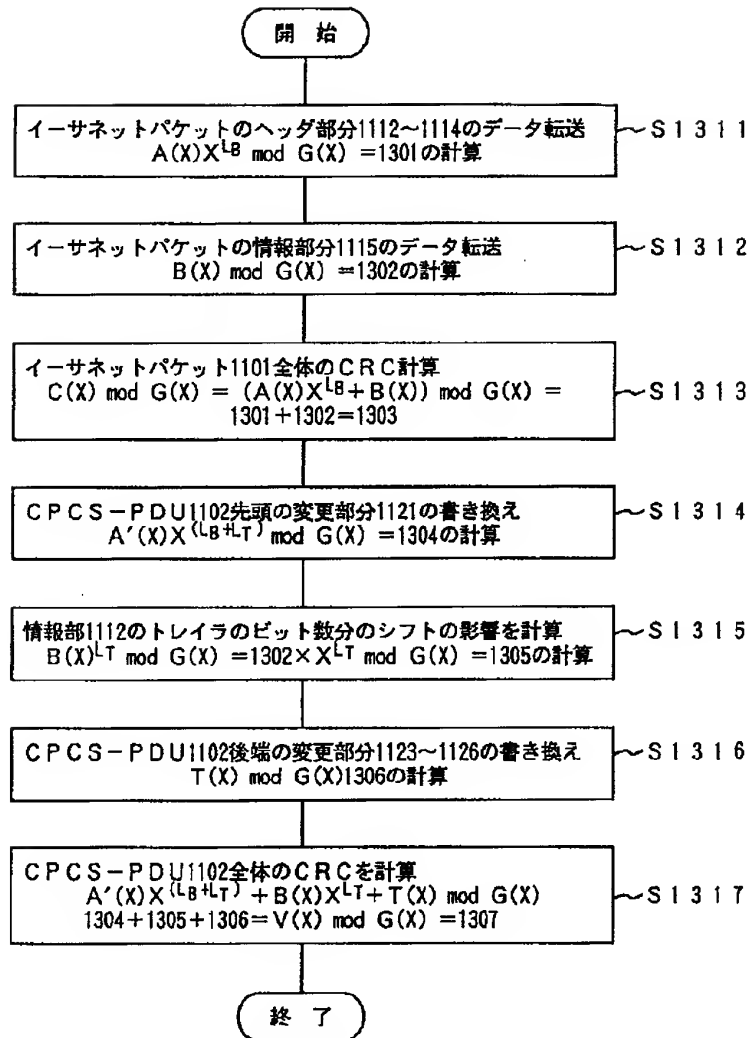 開 始
イーサネットパケットのヘッダ部分1112～1114のデータ転送
A(X)X^LB mod G(X) =1301の計算
～S1311
イーサネットパケットの情報部分1115のデータ転送
B(X) mod G(X) =1302の計算
～S1312
イーサネットパケット1101全体のCRC計算
C(X) mod G(X) = (A(X)X^LB+B(X)) mod G(X) =
1301+1302=1303
～S1313
CPCS-PDU1102先頭の変更部分1121の書き換え
A′(X)X^(LB+LT) mod G(X) =1304の計算
～S1314
情報部1112のトレイラのビット数分のシフトの影響を計算
B(X)^LT mod G(X) =1302×X^LT mod G(X) =1305の計算
～S1315
CPCS-PDU1102後端の変更部分1123～1126の書き換え
T(X) mod G(X)1306の計算
～S1316
CPCS-PDU1102全体のCRCを計算
A′(X)X^(LB+LT)+B(X)X^LT+T(X) mod G(X)
1304+1305+1306=V(X) mod G(X) =1307
～S1317
終 了